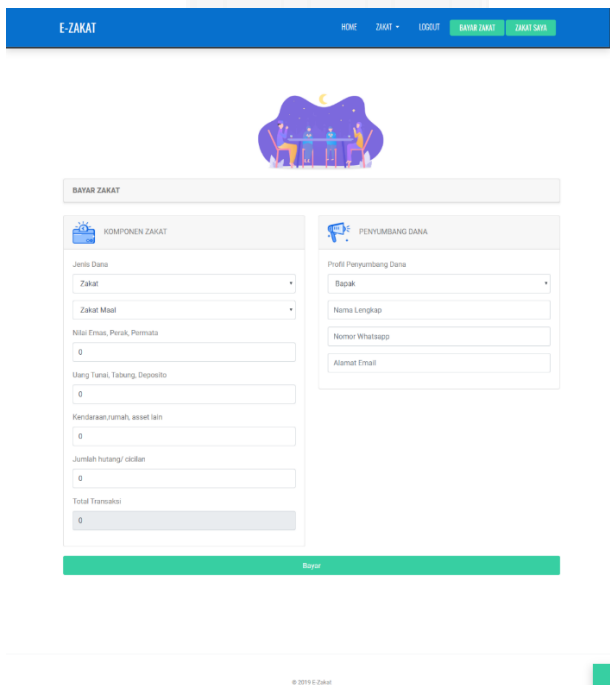 E-ZAKAT
HOME ZAKAT LOGOUT BAYAR ZAKAT ZAKAT SAYA
BAYAR ZAKAT
KOMPONEN ZAKAT
Jenis Dana
Zakat
Zakat Maal
Nilai Emas, Perak, Permata
0
Uang Tunai, Tabung, Deposito
0
Kendaraan,rumah, asset lain
0
Jumlah hutang/ cicilan
0
Total Transaksi
0
PENYUMBANG DANA
Profil Penyumbang Dana
Bapak
Nama Lengkap
Nomor Whatsapp
Alamat Email
Bayar
© 2019 E-Zakat